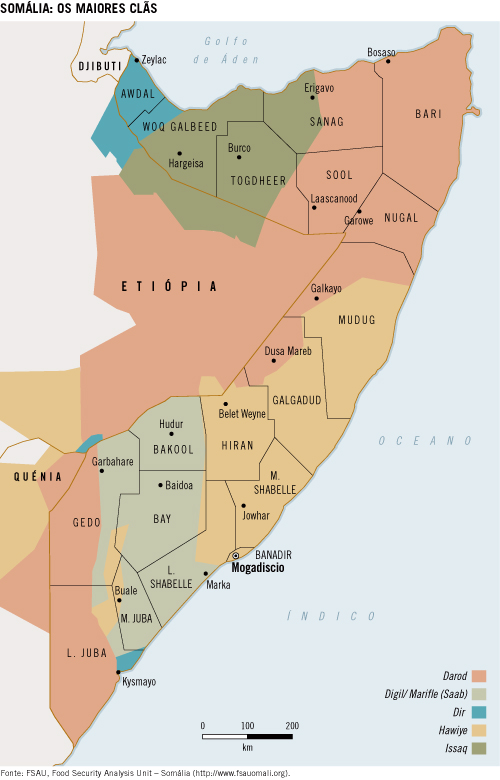 SOMÁLIA: OS MAIORES CLÃS
Golfo
de Áden
DJIBUTI
Zeylac
Bosaso
AWDAL
Erigavo
WOQ GALBEED
SANAG
BARI
Burco
Hargeisa
TOGDHEER
SOOL
Laascanood
Garowe
NUGAL
ETIÓPIA
Galkayo
MUDUG
Dusa Mareb
GALGADUD
Belet Weyne
Hudur
OCEANO
BAKOOL
HIRAN
Garbahare
QUÉNIA
Baidoa
M.
SHABELLE
GEDO
BAY
Jowhar
BANADIR
Mogadiscio
L.
SHABELLE
Marka
Buale
M. JUBA
ÍNDICO
L. JUBA
Kysmayo
Darod
Digil/ Marifle (Saab)
Dir
Hawiye
Issaq
0 100 200
km
Fonte: FSAU, Food Security Analysis Unit – Somália (http://www.fsauomali.org).